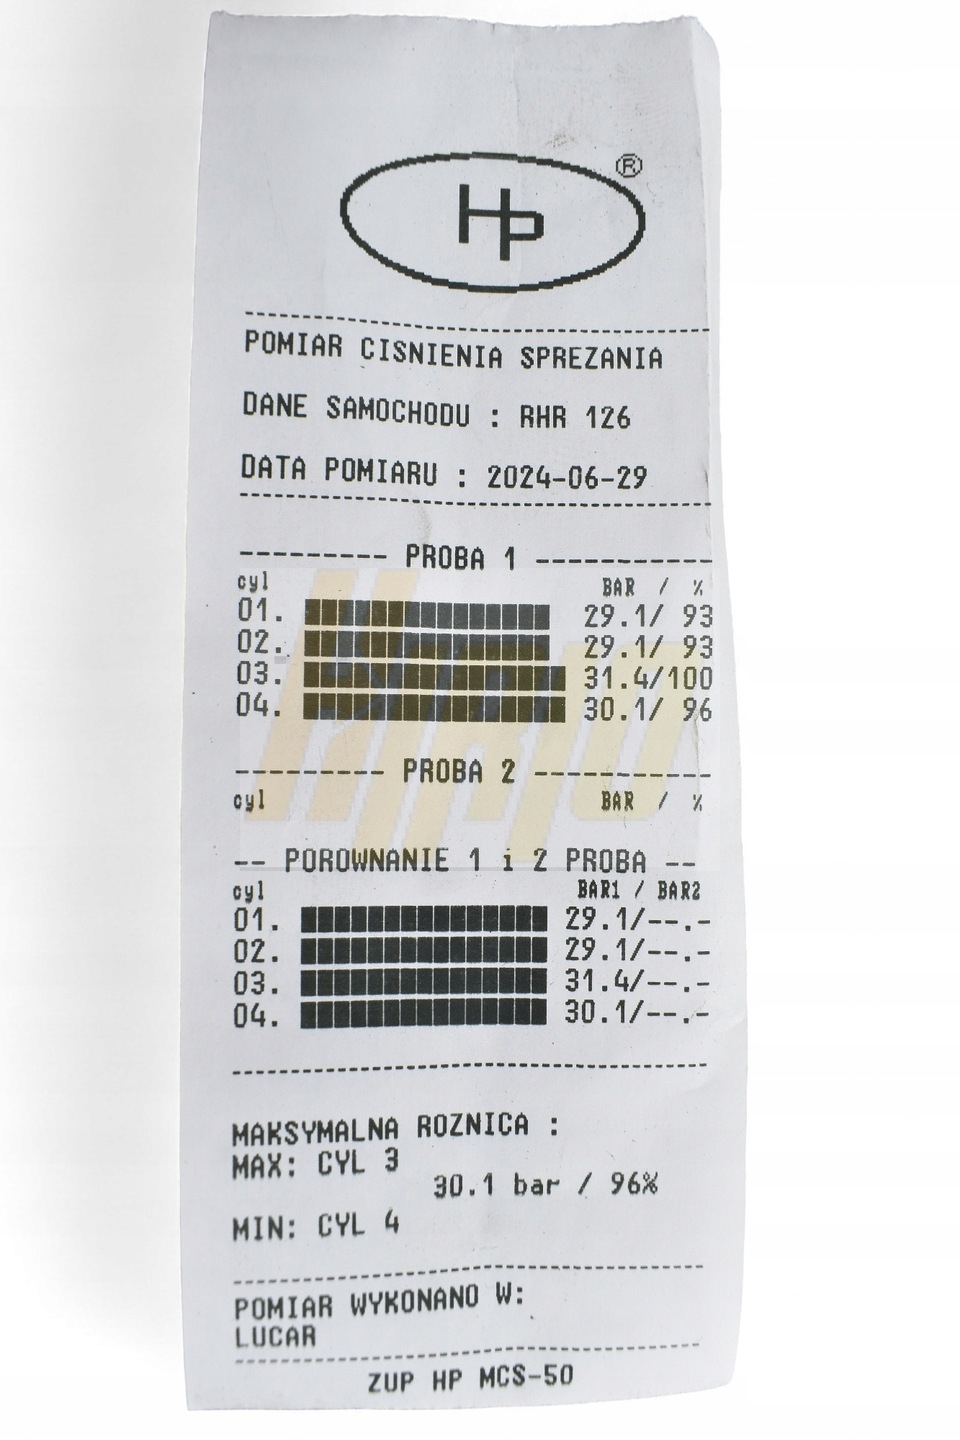 HP ®
POMIAR CISNIENIA SPREZANIA
DANE SAMOCHODU : RHR 126
DATA POMIARU : 2024-06-29
--------- PROBA 1 -----------
cyl BAR / %
01. 29.1/ 93
02. 29.1/ 93
03. 31.4/100
04. 30.1/ 96
--------- PROBA 2 -----------
cyl BAR / %
-- POROWNANIE 1 i 2 PROBA --
cyl BAR1 / BAR2
01. 29.1/--.-
02. 29.1/--.-
03. 31.4/--.-
04. 30.1/--.-
MAKSYMALNA ROZNICA :
MAX: CYL 3
30.1 bar / 96%
MIN: CYL 4
POMIAR WYKONANO W:
LUCAR
ZUP HP MCS-50